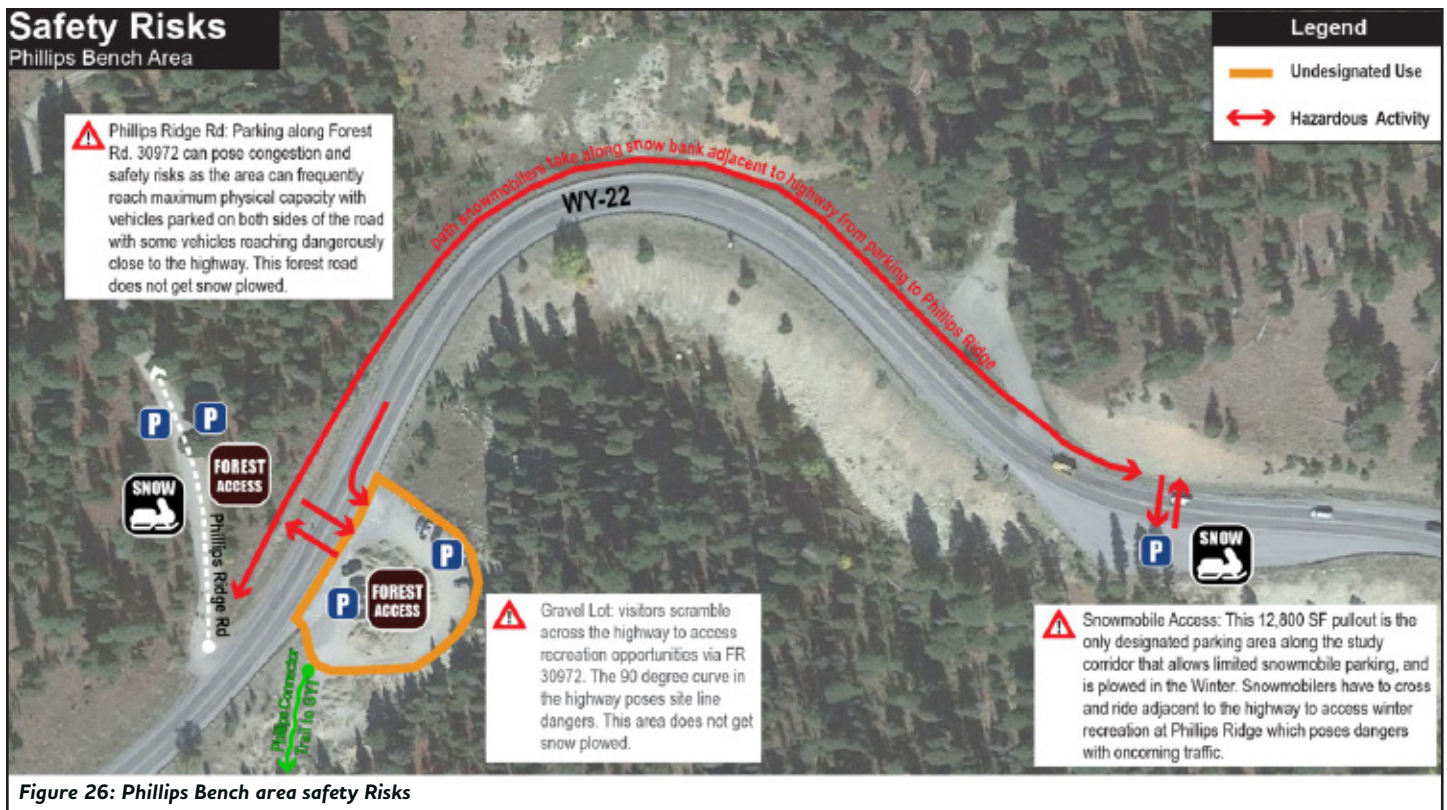 Safety Risks
Phillips Bench Area
Legend
Undesignated Use
Hazardous Activity
Phillips Ridge Rd: Parking along Forest
Rd. 30972 can pose congestion and
safety risks as the area can frequently
reach maximum physical capacity with
vehicles parked on both sides of the road
with some vehicles reaching dangerously
close to the highway. This forest road
does not get snow plowed.
path snowmobilers take along snow bank adjacent to highway from parking to Phillips Ridge
WY-22
P
P
FOREST
ACCESS
SNOW
Phillips Ridge Rd
P
P
FOREST
ACCESS
P
SNOW
Phillips Connector
Trail to GYT
Gravel Lot: visitors scramble
across the highway to access
recreation opportunities via FR
30972. The 90 degree curve in
the highway poses site line
dangers. This area does not get
snow plowed.
Snowmobile Access: This 12,800 SF pullout is the
only designated parking area along the study
corridor that allows limited snowmobile parking, and
is plowed in the Winter. Snowmobilers have to cross
and ride adjacent to the highway to access winter
recreation at Phillips Ridge which poses dangers
with oncoming traffic.
Figure 26: Phillips Bench area safety Risks